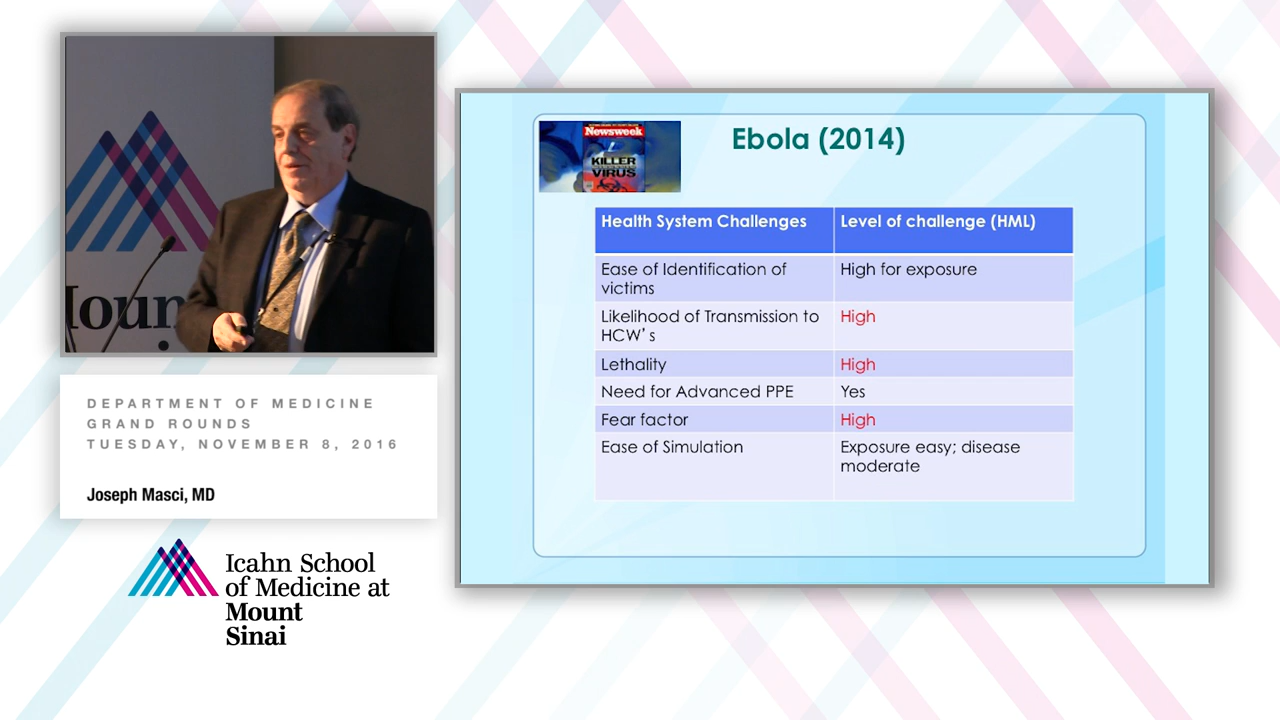 Moun
DEPARTMENT OF MEDICINE
GRAND ROUNDS
TUESDAY, NOVEMBER 8, 2016
Joseph Masci, MD
Icahn School
of Medicine at
Mount
Sinai
Newsweek
KILLER
VIRUS
Ebola (2014)
Health System Challenges
Level of challenge (HML)
Ease of Identification of
victims
High for exposure
Likelihood of Transmission to
HCW’s
High
Lethality
High
Need for Advanced PPE
Yes
Fear factor
High
Ease of Simulation
Exposure easy; disease
moderate